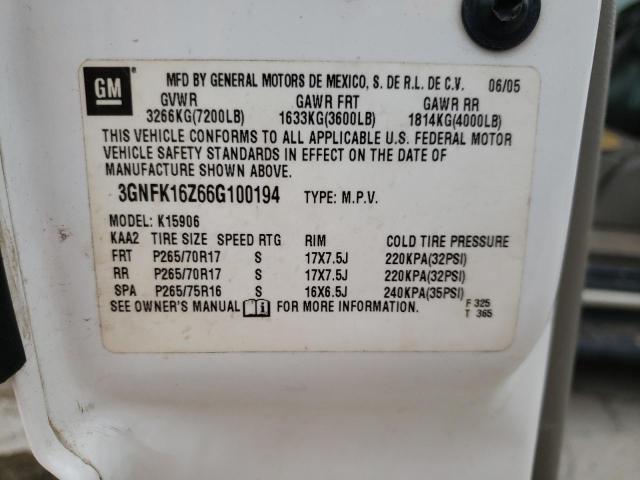 GM
MFD BY GENERAL MOTORS DE MEXICO, S. DE R.L. DE C.V. 06/05
GVWR GAWR FRT GAWR RR
3266KG(7200LB) 1633KG(3600LB) 1814KG(4000LB)
THIS VEHICLE CONFORMS TO ALL APPLICABLE U.S. FEDERAL MOTOR
VEHICLE SAFETY STANDARDS IN EFFECT ON THE DATE OF
MANUFACTURE SHOWN ABOVE.
3GNFK16Z66G100194 TYPE: M.P.V.
MODEL: K15906
KAA2 TIRE SIZE SPEED RTG RIM COLD TIRE PRESSURE
FRT P265/70R17 S 17X7.5J 220KPA(32PSI)
RR P265/70R17 S 17X7.5J 220KPA(32PSI)
SPA P265/75R16 S 16X6.5J 240KPA(35PSI)
SEE OWNER'S MANUAL i FOR MORE INFORMATION. F 325
T 365